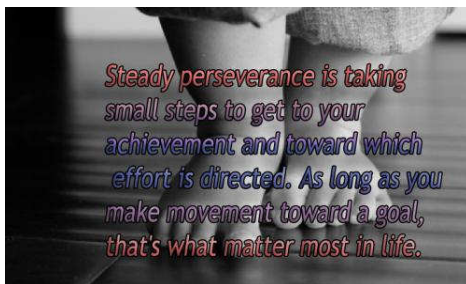 Steady perseverance is taking
small steps to get to your
achievement and toward which
effort is directed. As long as you
make movement toward a goal,
that's what matter most in life.